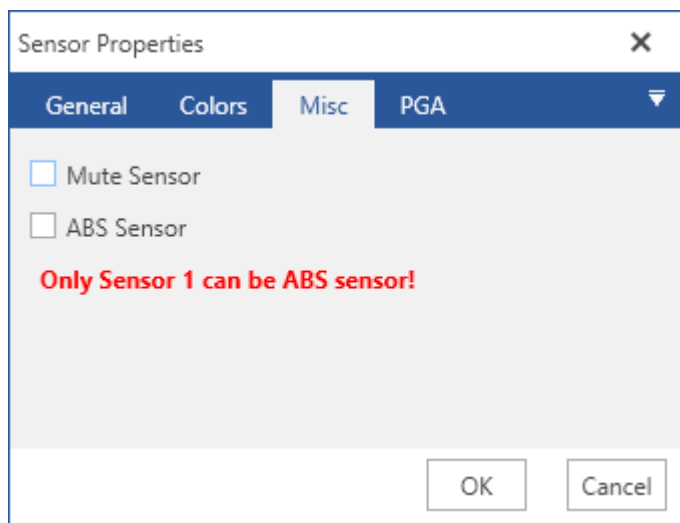 Sensor Properties
General Colors Misc PGA
Mute Sensor
ABS Sensor
Only Sensor 1 can be ABS sensor!
OK Cancel